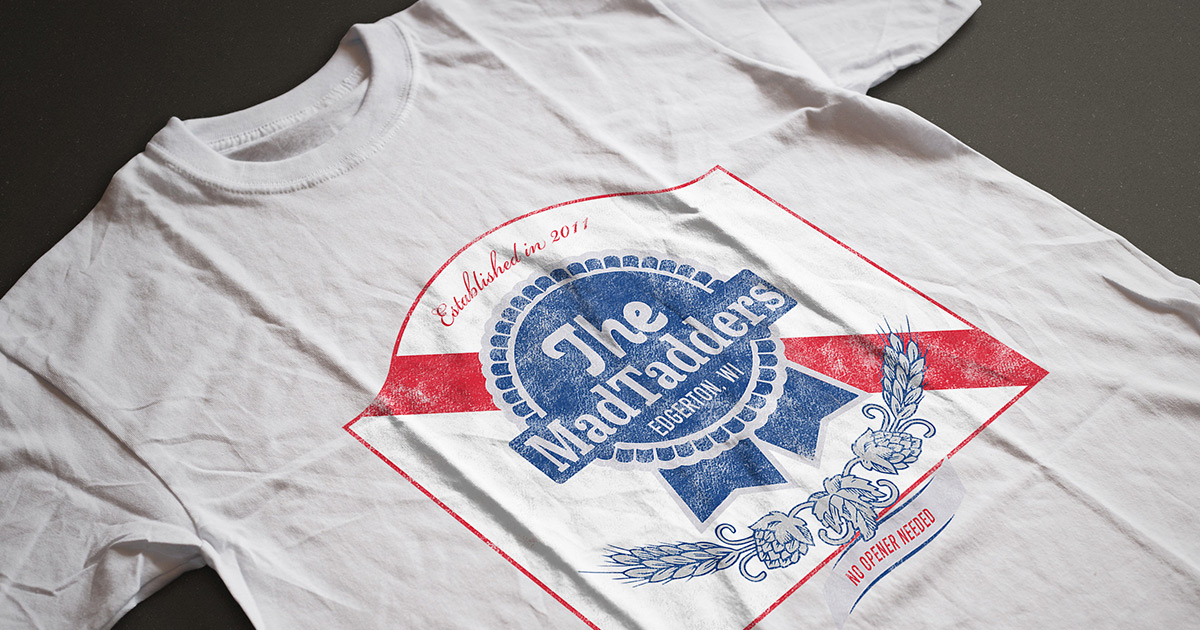 Established in 2011
The
MadTadders
EDGERTON, WI
NO OPENER NEEDED